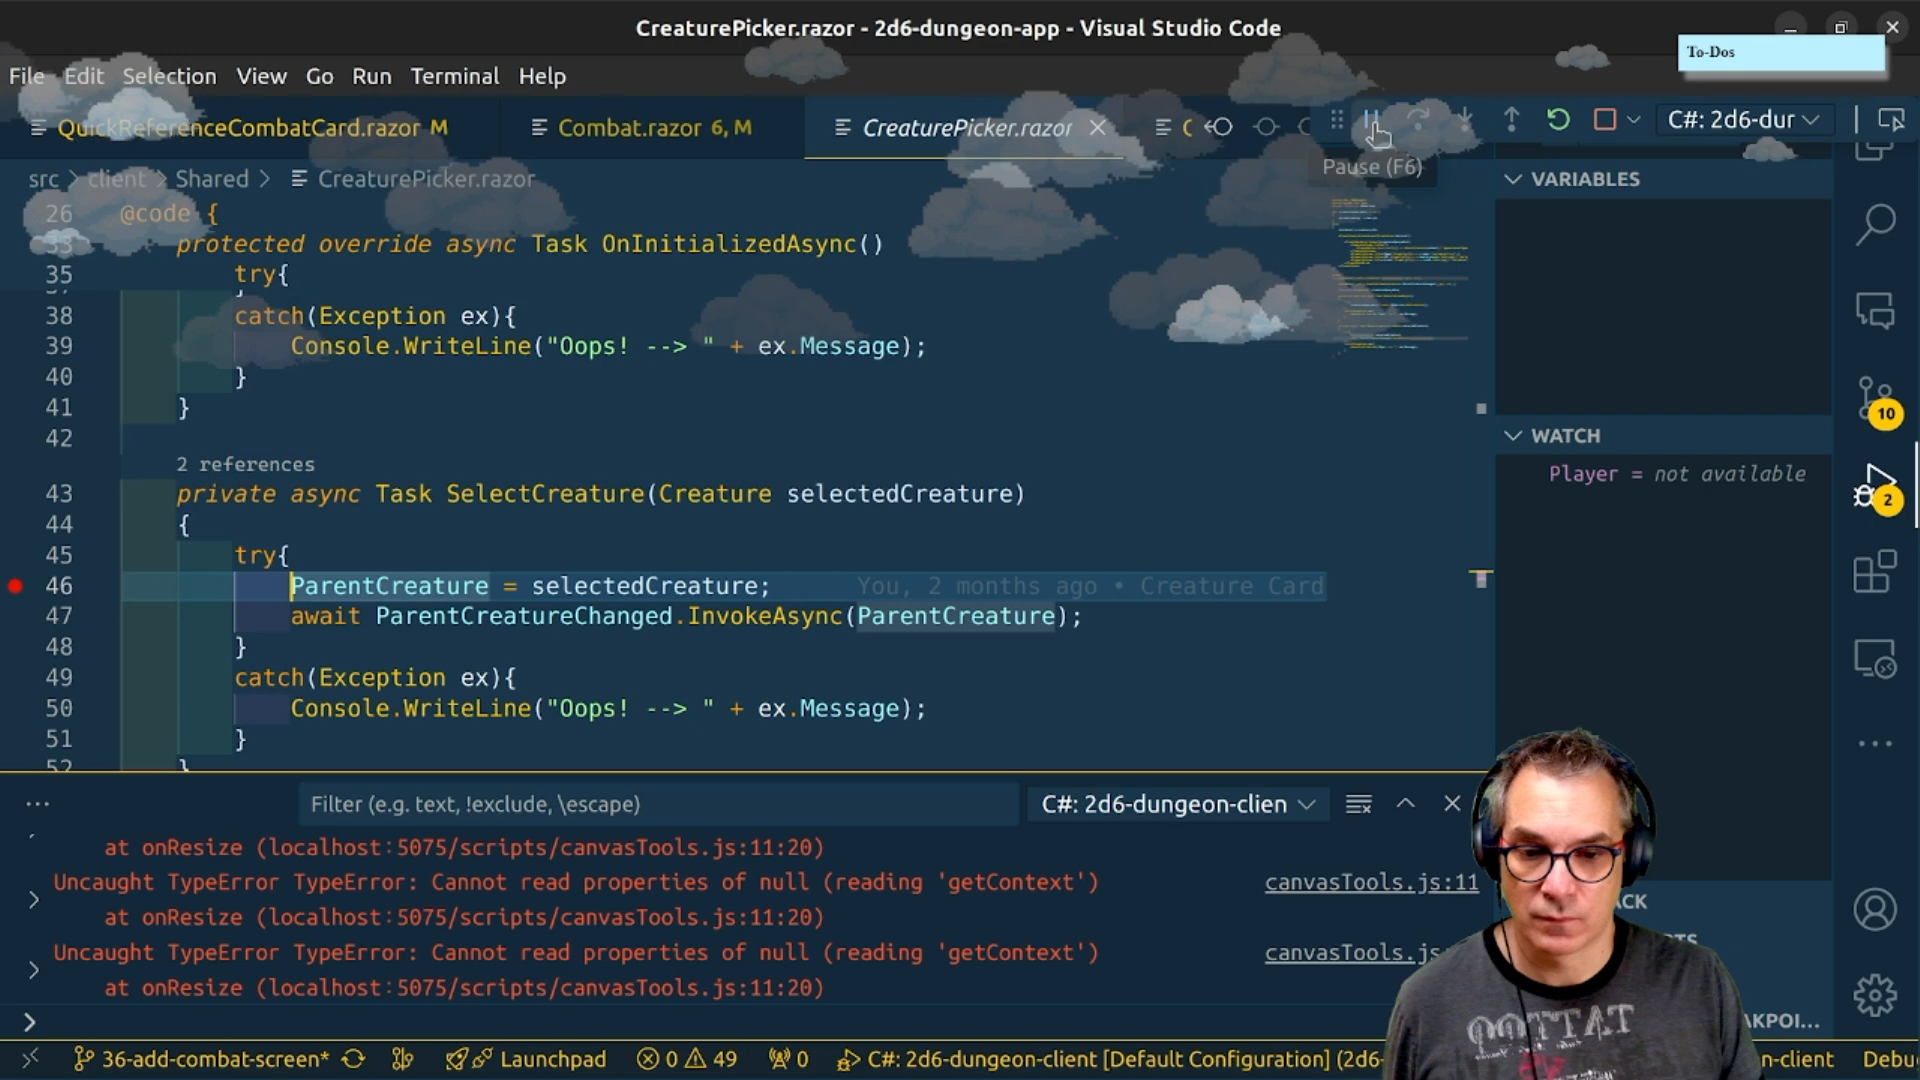 CreaturePicker.razor - 2d6-dungeon-app - Visual Studio Code
To-Dos
File Edit Selection View Go Run Terminal Help
QuickReferenceCombatCard.razor M
Combat.razor 6, M
CreaturePicker.razor
C#: 2d6-dur
Pause (F6)
src > client > Shared > CreaturePicker.razor
VARIABLES
26 @code {
33 protected override async Task OnInitializedAsync()
35 try{
38 catch(Exception ex){
39 Console.WriteLine("Oops! --> " + ex.Message);
40 }
41 }
42
2 references
43 private async Task SelectCreature(Creature selectedCreature)
44 {
45 try{
46 ParentCreature = selectedCreature; You, 2 months ago • Creature Card
47 await ParentCreatureChanged.InvokeAsync(ParentCreature);
48 }
49 catch(Exception ex){
50 Console.WriteLine("Oops! --> " + ex.Message);
51 }
52 }
WATCH
Player = not available
10
2
Filter (e.g. text, !exclude, \escape)
C#: 2d6-dungeon-clien
at onResize (localhost:5075/scripts/canvasTools.js:11:20)
Uncaught TypeError TypeError: Cannot read properties of null (reading 'getContext') canvasTools.js:11
at onResize (localhost:5075/scripts/canvasTools.js:11:20)
Uncaught TypeError TypeError: Cannot read properties of null (reading 'getContext') canvasTools.js
at onResize (localhost:5075/scripts/canvasTools.js:11:20)
36-add-combat-screen* Launchpad 0 49 0 C#: 2d6-dungeon-client [Default Configuration] (2d6-
n-client Debu